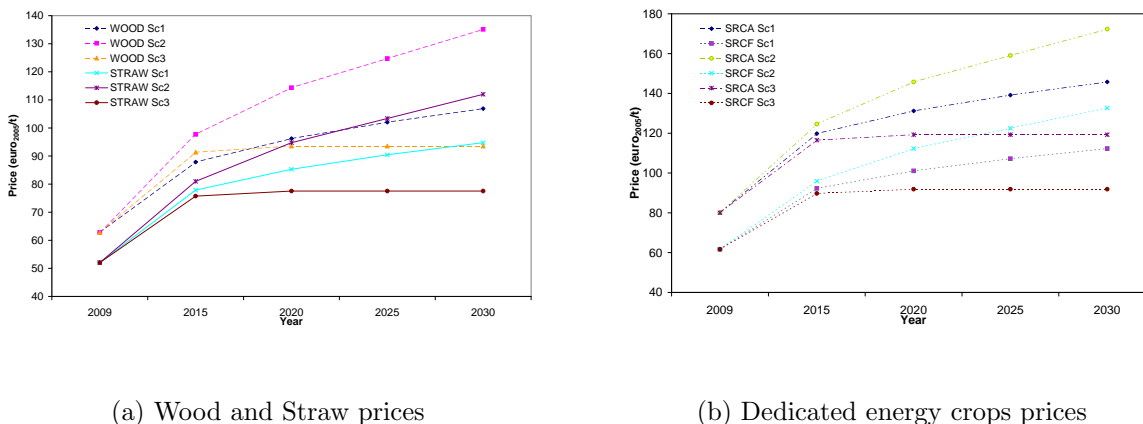 140
130
120
110
100
90
80
70
60
50
40
Price (euro2005/t)
WOOD Sc1
WOOD Sc2
WOOD Sc3
STRAW Sc1
STRAW Sc2
STRAW Sc3
2009 2015 2020 2025 2030
Year
(a) Wood and Straw prices
180
160
140
120
100
80
60
40
Price (euro2005/t)
SRCA Sc1
SRCF Sc1
SRCA Sc2
SRCF Sc2
SRCA Sc3
SRCF Sc3
2009 2015 2020 2025 2030
Year
(b) Dedicated energy crops prices